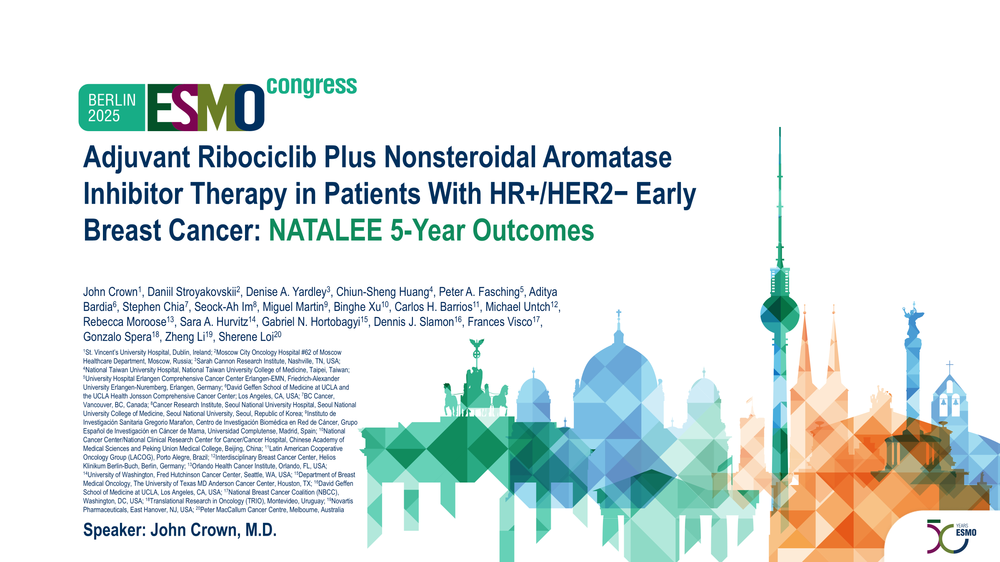 BERLIN
2025
ESMO
congress
Adjuvant Ribociclib Plus Nonsteroidal Aromatase
Inhibitor Therapy in Patients With HR+/HER2− Early
Breast Cancer: NATALEE 5-Year Outcomes
John Crown¹, Daniil Stroyakovskii², Denise A. Yardley³, Chiun-Sheng Huang⁴, Peter A. Fasching⁵, Aditya
Bardia⁶, Stephen Chia⁷, Seock-Ah Im⁸, Miguel Martin⁹, Binghe Xu¹⁰, Carlos H. Barrios¹¹, Michael Untch¹²,
Rebecca Moroose¹³, Sara A. Hurvitz¹⁴, Gabriel N. Hortobagyi¹⁵, Dennis J. Slamon¹⁶, Frances Visco¹⁷,
Gonzalo Spera¹⁸, Zheng Li¹⁹, Sherene Loi²⁰
¹St. Vincent's University Hospital, Dublin, Ireland; ²Moscow City Oncology Hospital #62 of Moscow
Healthcare Department, Moscow, Russia; ³Sarah Cannon Research Institute, Nashville, TN, USA;
⁴National Taiwan University Hospital, National Taiwan University College of Medicine, Taipei, Taiwan;
⁵University Hospital Erlangen Comprehensive Cancer Center Erlangen-EMN, Friedrich-Alexander
University Erlangen-Nuremberg, Erlangen, Germany; ⁶David Geffen School of Medicine at UCLA and
the UCLA Health Jonsson Comprehensive Cancer Center; Los Angeles, CA, USA; ⁷BC Cancer,
Vancouver, BC, Canada; ⁸Cancer Research Institute, Seoul National University Hospital, Seoul National
University College of Medicine, Seoul National University, Seoul, Republic of Korea; ⁹Instituto de
Investigación Sanitaria Gregorio Marañon, Centro de Investigación Biomédica en Red de Cáncer, Grupo
Español de Investigación en Cáncer de Mama, Universidad Complutense, Madrid, Spain; ¹⁰National
Cancer Center/National Clinical Research Center for Cancer/Cancer Hospital, Chinese Academy of
Medical Sciences and Peking Union Medical College, Beijing, China; ¹¹Latin American Cooperative
Oncology Group (LACOG), Porto Alegre, Brazil; ¹²Interdisciplinary Breast Cancer Center, Helios
Klinikum Berlin-Buch, Berlin, Germany; ¹³Orlando Health Cancer Institute, Orlando, FL, USA;
¹⁴University of Washington, Fred Hutchinson Cancer Center, Seattle, WA, USA; ¹⁵Department of Breast
Medical Oncology, The University of Texas MD Anderson Cancer Center, Houston, TX; ¹⁶David Geffen
School of Medicine at UCLA, Los Angeles, CA, USA; ¹⁷National Breast Cancer Coalition (NBCC),
Washington, DC, USA; ¹⁸Translational Research in Oncology (TRIO), Montevideo, Uruguay; ¹⁹Novartis
Pharmaceuticals, East Hanover, NJ, USA; ²⁰Peter MacCallum Cancer Centre, Melbourne, Australia
Speaker: John Crown, M.D.
50 YEARS
ESMO